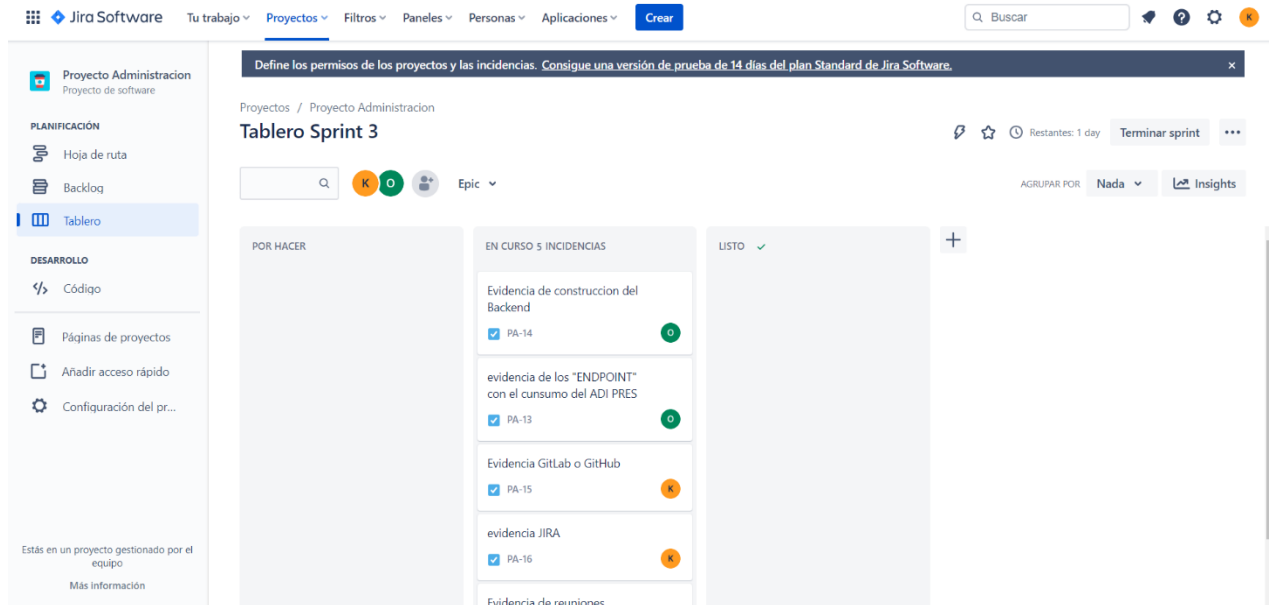 Jira Software Tu trabajo Proyectos Filtros Paneles Personas Aplicaciones Crear Buscar K
Define los permisos de los proyectos y las incidencias. Consigue una versión de prueba de 14 días del plan Standard de Jira Software. ×
Proyecto Administracion
Proyecto de software
PLANIFICACIÓN
Hoja de ruta
Backlog
Tablero
DESARROLLO
Código
Páginas de proyectos
Añadir acceso rápido
Configuración del pr...
Estás en un proyecto gestionado por el
equipo
Más información
Proyectos / Proyecto Administracion
Tablero Sprint 3
Restantes: 1 day Terminar sprint
K O Epic
AGRUPAR POR Nada Insights
POR HACER
EN CURSO 5 INCIDENCIAS
Evidencia de construccion del
Backend
PA-14 O
evidencia de los "ENDPOINT"
con el cunsumo del ADI PRES
PA-13 O
Evidencia GitLab o GitHub
PA-15 K
evidencia JIRA
PA-16 K
Evidencia de reuniones
LISTO